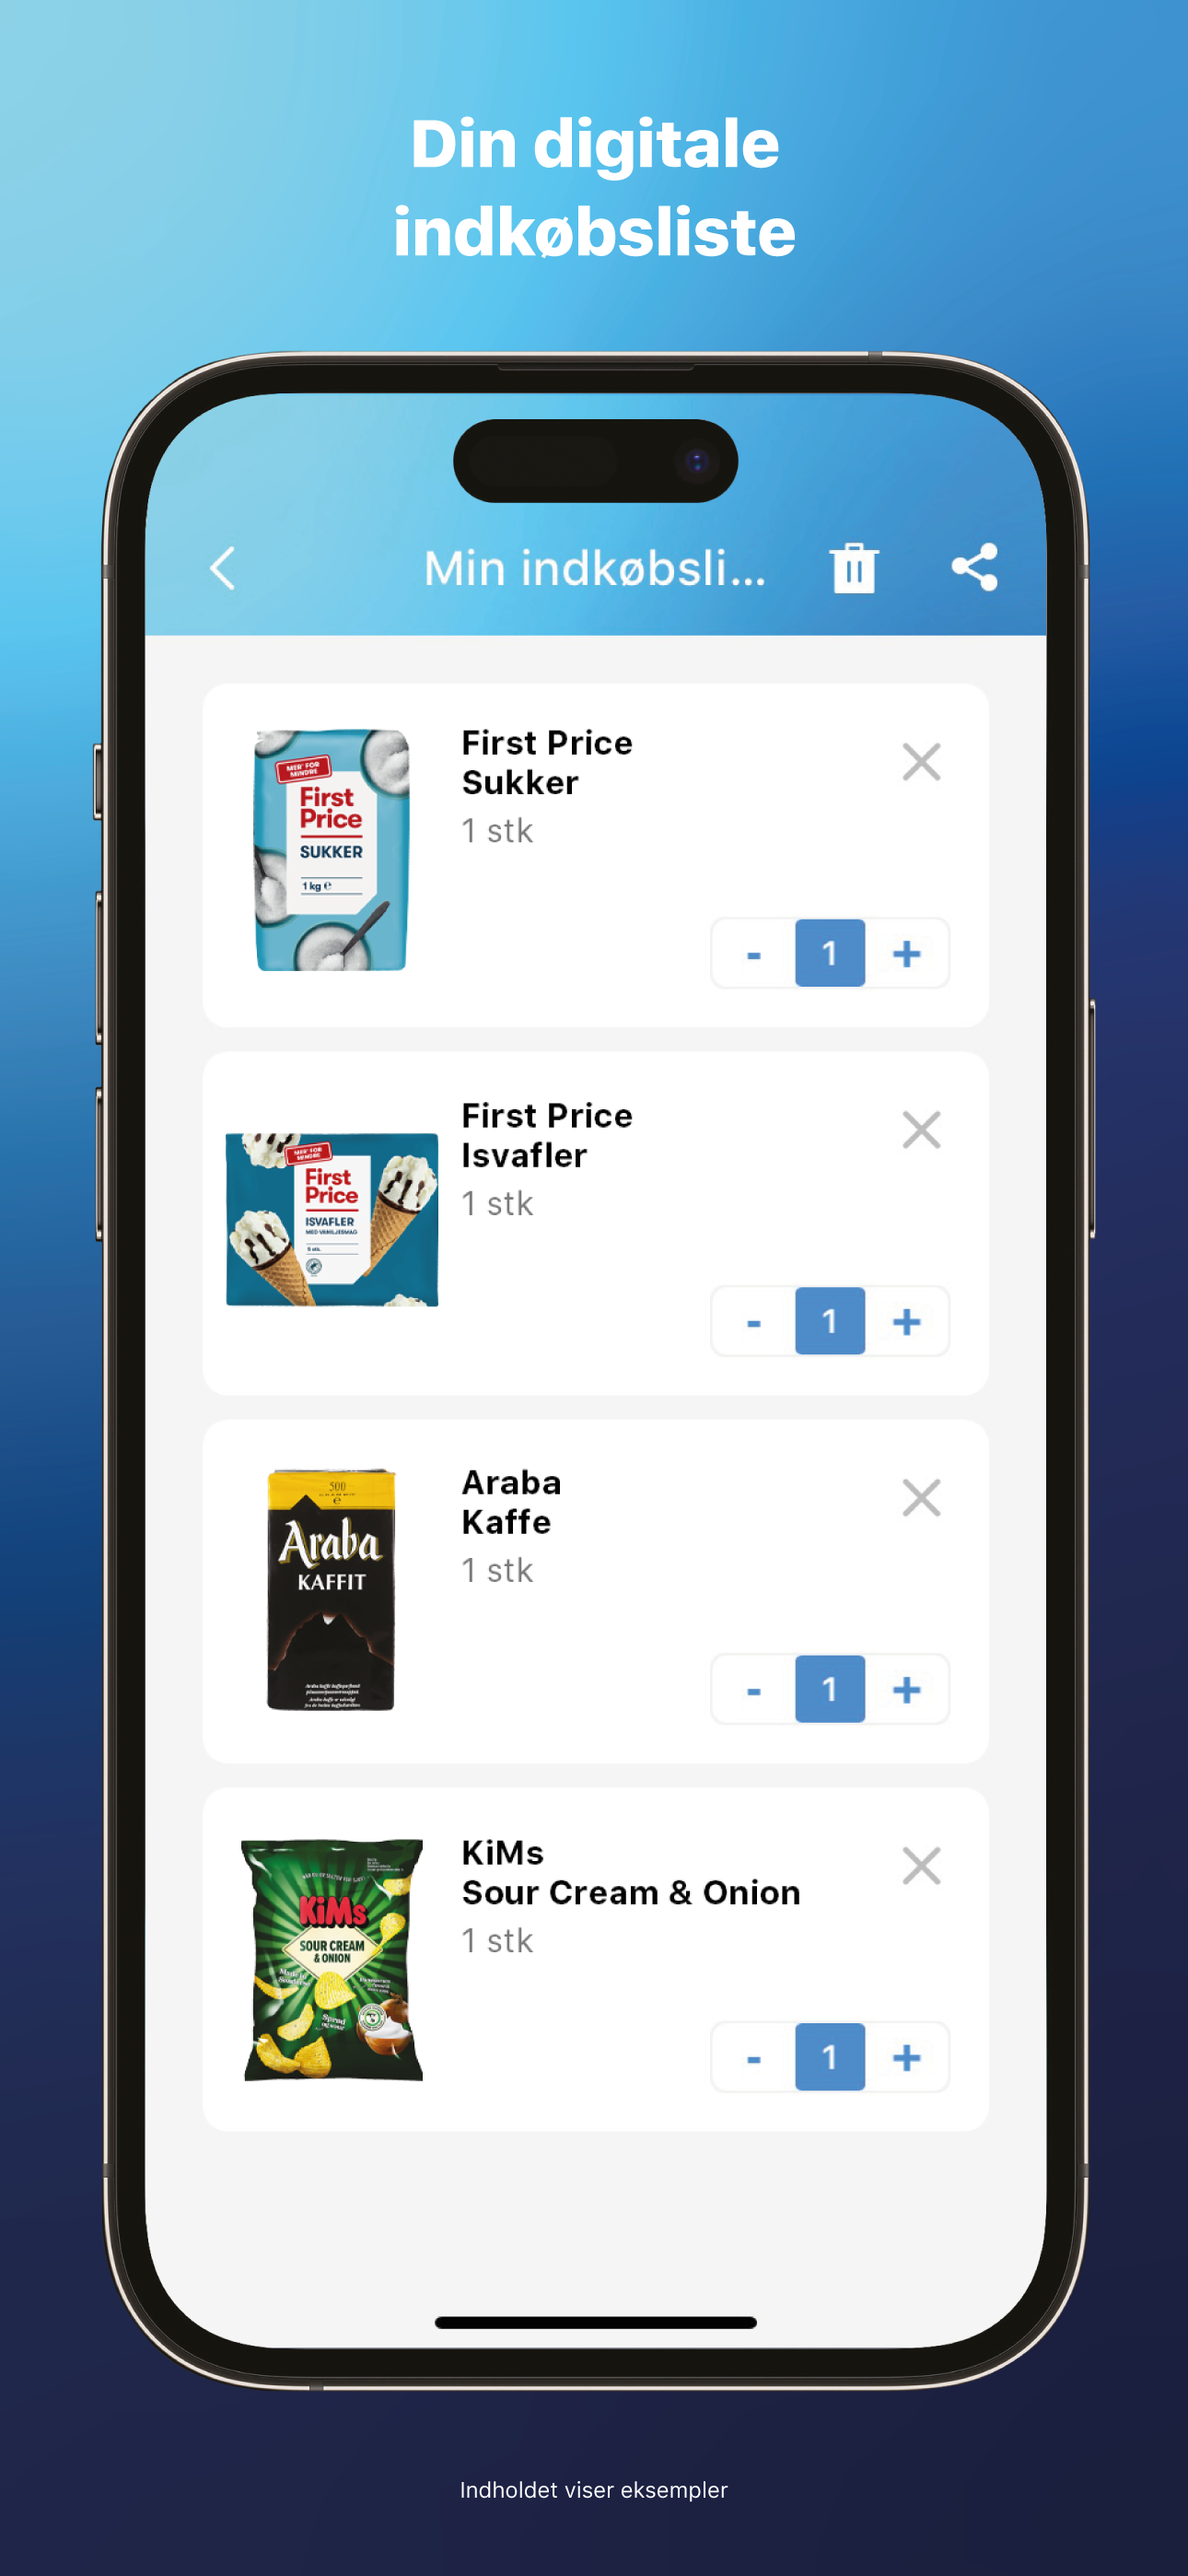 Din digitale
indkøbsliste
Min indkøbsli...
MER' FOR
MINDRE
First
Price
SUKKER
1 kg e
First Price
Sukker
1 stk
- 1 +
MER' FOR
MINDRE
First
Price
ISVAFLER
MED VANILJESMAG
First Price
Isvafler
1 stk
- 1 +
500
e
Araba
KAFFIT
Araba
Kaffe
1 stk
- 1 +
KiMs
SOUR CREAM
& ONION
Sprød
KiMs
Sour Cream & Onion
1 stk
- 1 +
Indholdet viser eksempler